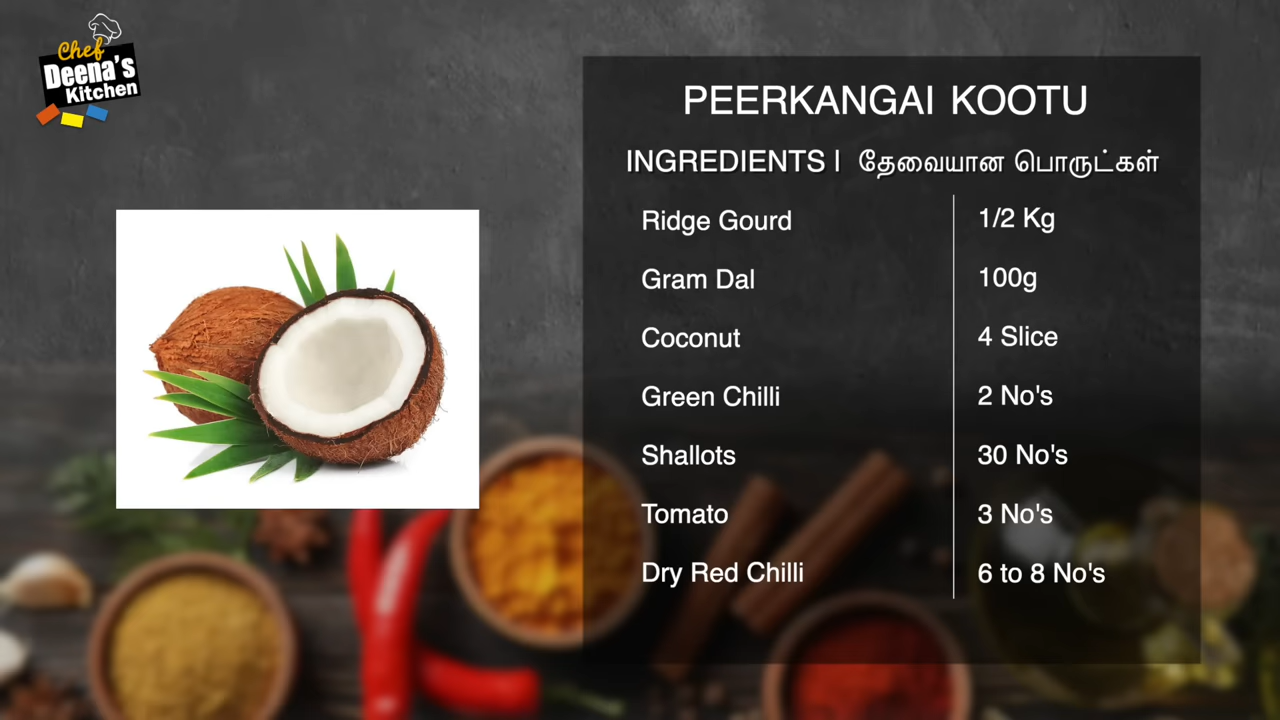 Chef
Deena's
Kitchen
PEERKANGAI KOOTU
INGREDIENTS | தேவையான பொருட்கள்
Ridge Gourd 1/2 Kg
Gram Dal 100g
Coconut 4 Slice
Green Chilli 2 No's
Shallots 30 No's
Tomato 3 No's
Dry Red Chilli 6 to 8 No's